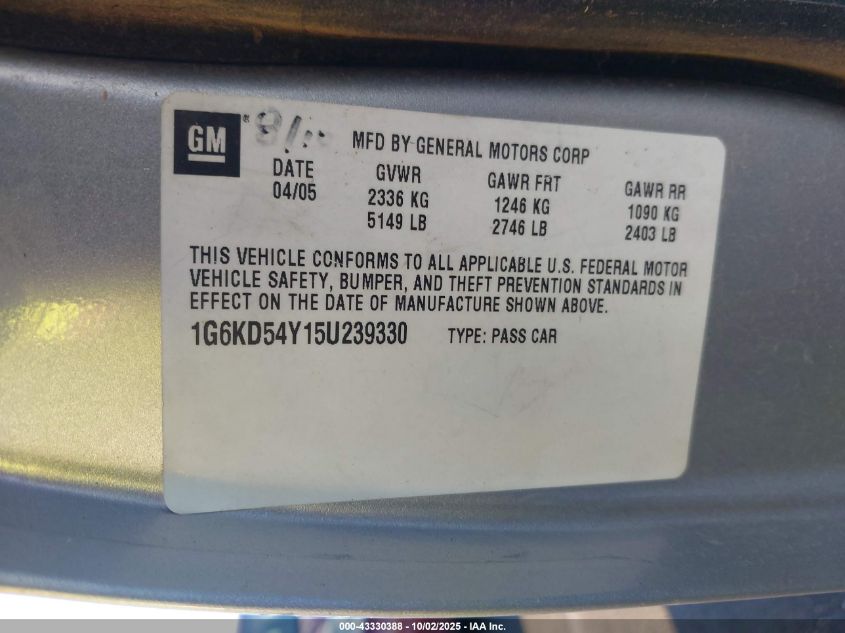 GM ® MFD BY GENERAL MOTORS CORP
DATE GVWR GAWR FRT GAWR RR
04/05 2336 KG 1246 KG 1090 KG
5149 LB 2746 LB 2403 LB
THIS VEHICLE CONFORMS TO ALL APPLICABLE U.S. FEDERAL MOTOR
VEHICLE SAFETY, BUMPER, AND THEFT PREVENTION STANDARDS IN
EFFECT ON THE DATE OF MANUFACTURE SHOWN ABOVE.
1G6KD54Y15U239330 TYPE: PASS CAR
000-43330388 - 10/02/2025 - IAA Inc.